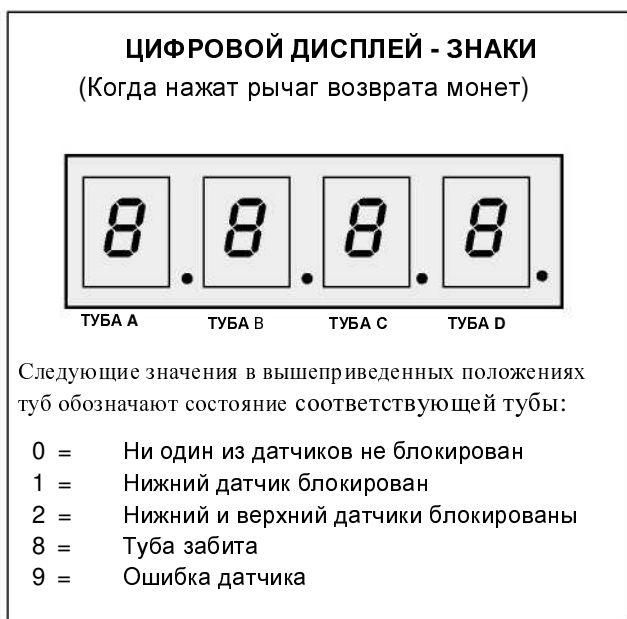 ЦИФРОВОЙ ДИСПЛЕЙ - ЗНАКИ
(Когда нажат рычаг возврата монет)
8.8.8.8.
ТУБА A ТУБА B ТУБА C ТУБА D
Следующие значения в вышеприведенных положениях
туб обозначают состояние соответствующей тубы:
0 = Ни один из датчиков не блокирован
1 = Нижний датчик блокирован
2 = Нижний и верхний датчики блокированы
8 = Туба забита
9 = Ошибка датчика